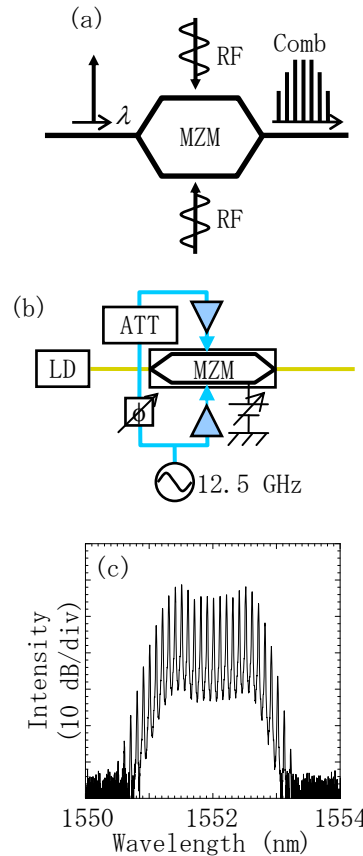 (a)
RF
Comb
λ
MZM
RF
(b)
ATT
LD
MZM
ϕ
12.5 GHz
(c)
Intensity
(10 dB/div)
1550 1552 1554
Wavelength (nm)